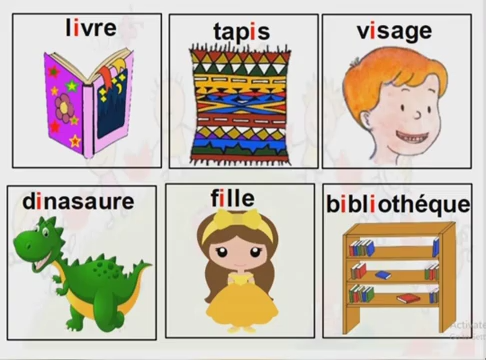 livre
tapis
visage
dinasaure
fille
bibliothéque